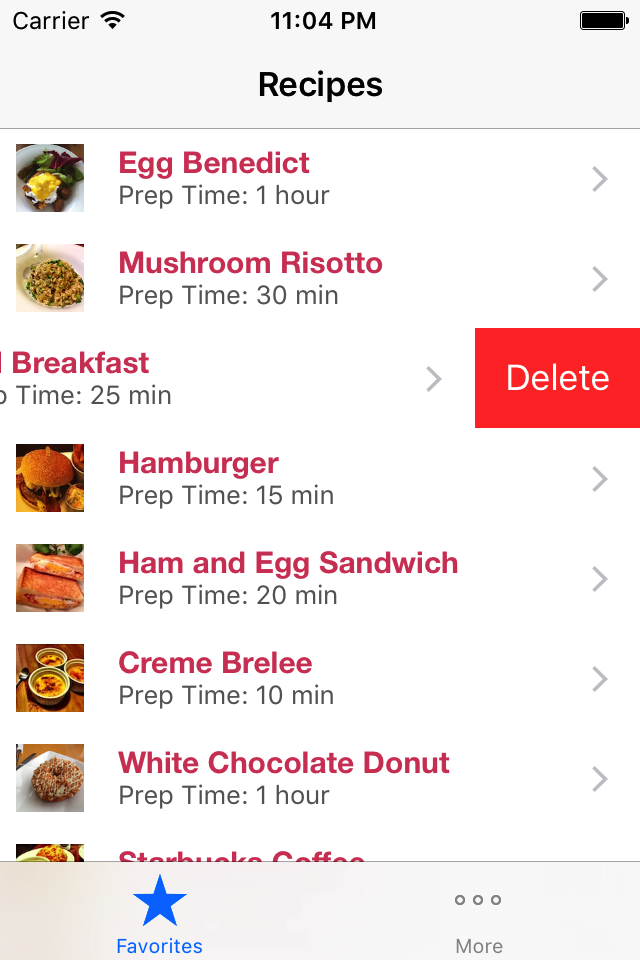 Carrier 11:04 PM
Recipes
Egg Benedict
Prep Time: 1 hour
Mushroom Risotto
Prep Time: 30 min
Breakfast
Time: 25 min
Delete
Hamburger
Prep Time: 15 min
Ham and Egg Sandwich
Prep Time: 20 min
Creme Brelee
Prep Time: 10 min
White Chocolate Donut
Prep Time: 1 hour
Starbucks Coffee
Favorites
More